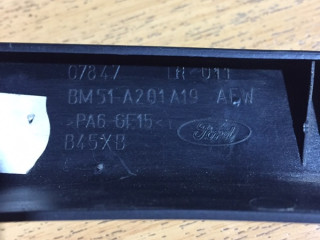 07847 LH-011
BM51-A201A19 AEW
>PA6-GF15<
B45XB
Ford